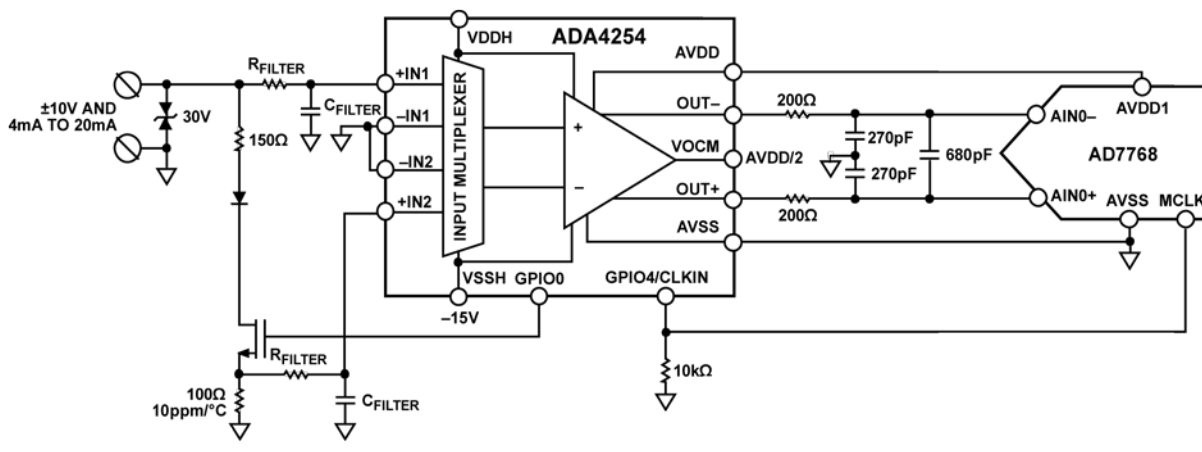 ADA4254
VDDH
AVDD
RFILTER
+IN1
CFILTER
±10V AND
4mA TO 20mA
30V
150Ω
–IN1
–IN2
+IN2
INPUT MULTIPLEXER
+
–
OUT–
VOCM
AVDD/2
OUT+
AVSS
200Ω
200Ω
270pF
270pF
680pF
AVDD1
AIN0–
AD7768
AIN0+
AVSS
MCLK
VSSH
GPIO0
GPIO4/CLKIN
–15V
RFILTER
100Ω
10ppm/°C
CFILTER
10kΩ